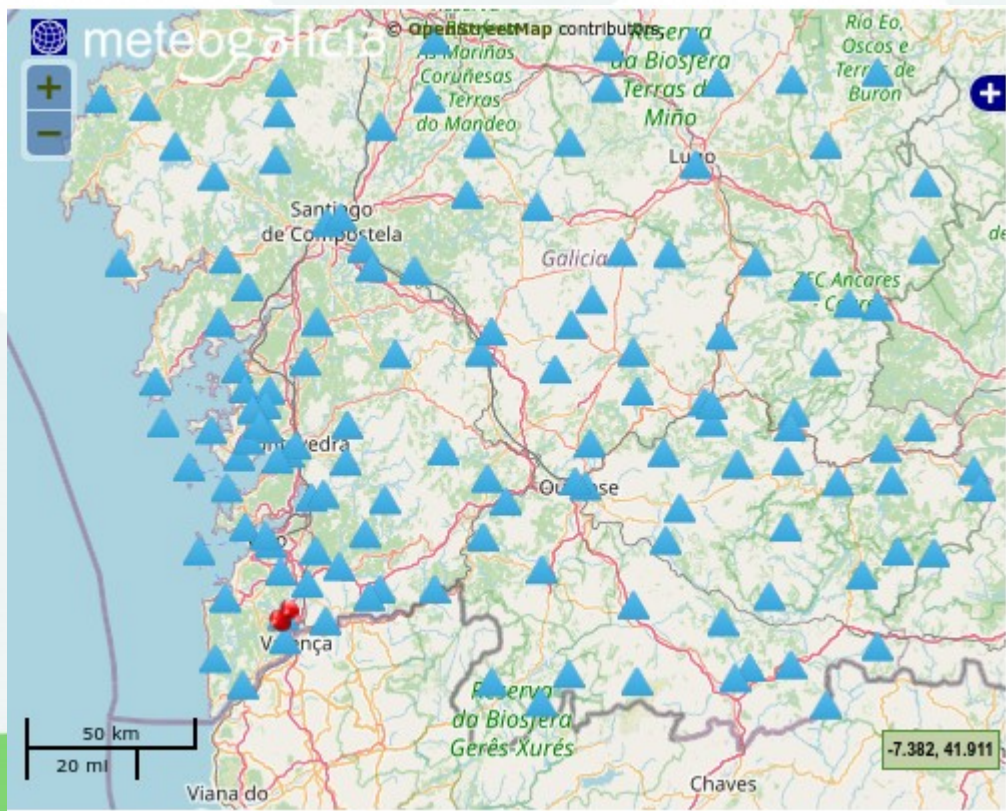 meteogalicia
© OpenStreetMap contributors.
As Mariñas
Coruñesas
e Terras
do Mandeo
Reserva
da Biosfera
Terras do
Miño
Río Eo,
Oscos e
Terras de
Burón
+
−
+
Lugo
Santiago
de Compostela
Galicia
ZEC Ancares
- Courel
Pontevedra
Ourense
Vigo
Valença
Reserva
da Biosfera
Gerês-Xurés
50 km
20 mi
-7.382, 41.911
Chaves
Viana do